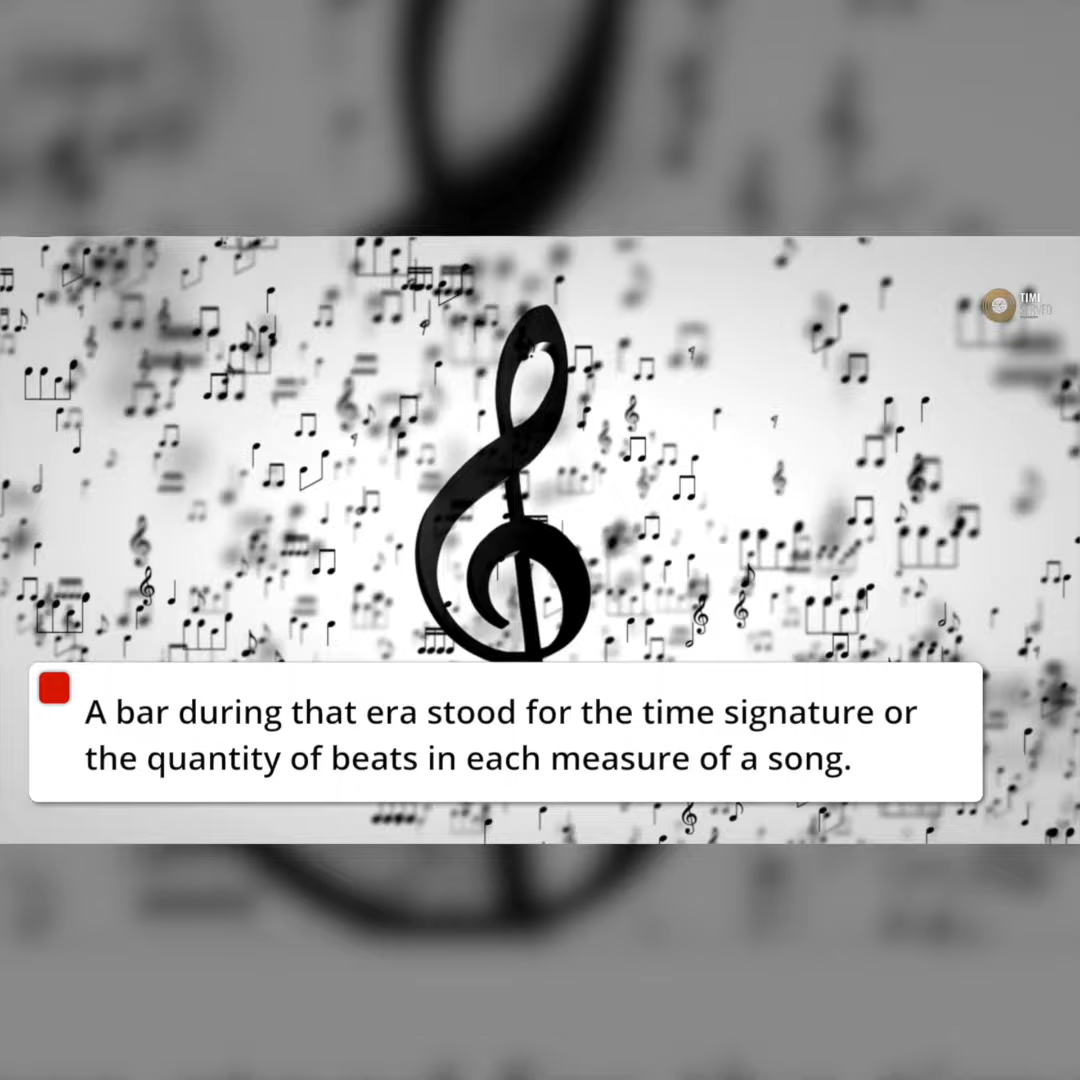 TIMI
A bar during that era stood for the time signature or
the quantity of beats in each measure of a song.